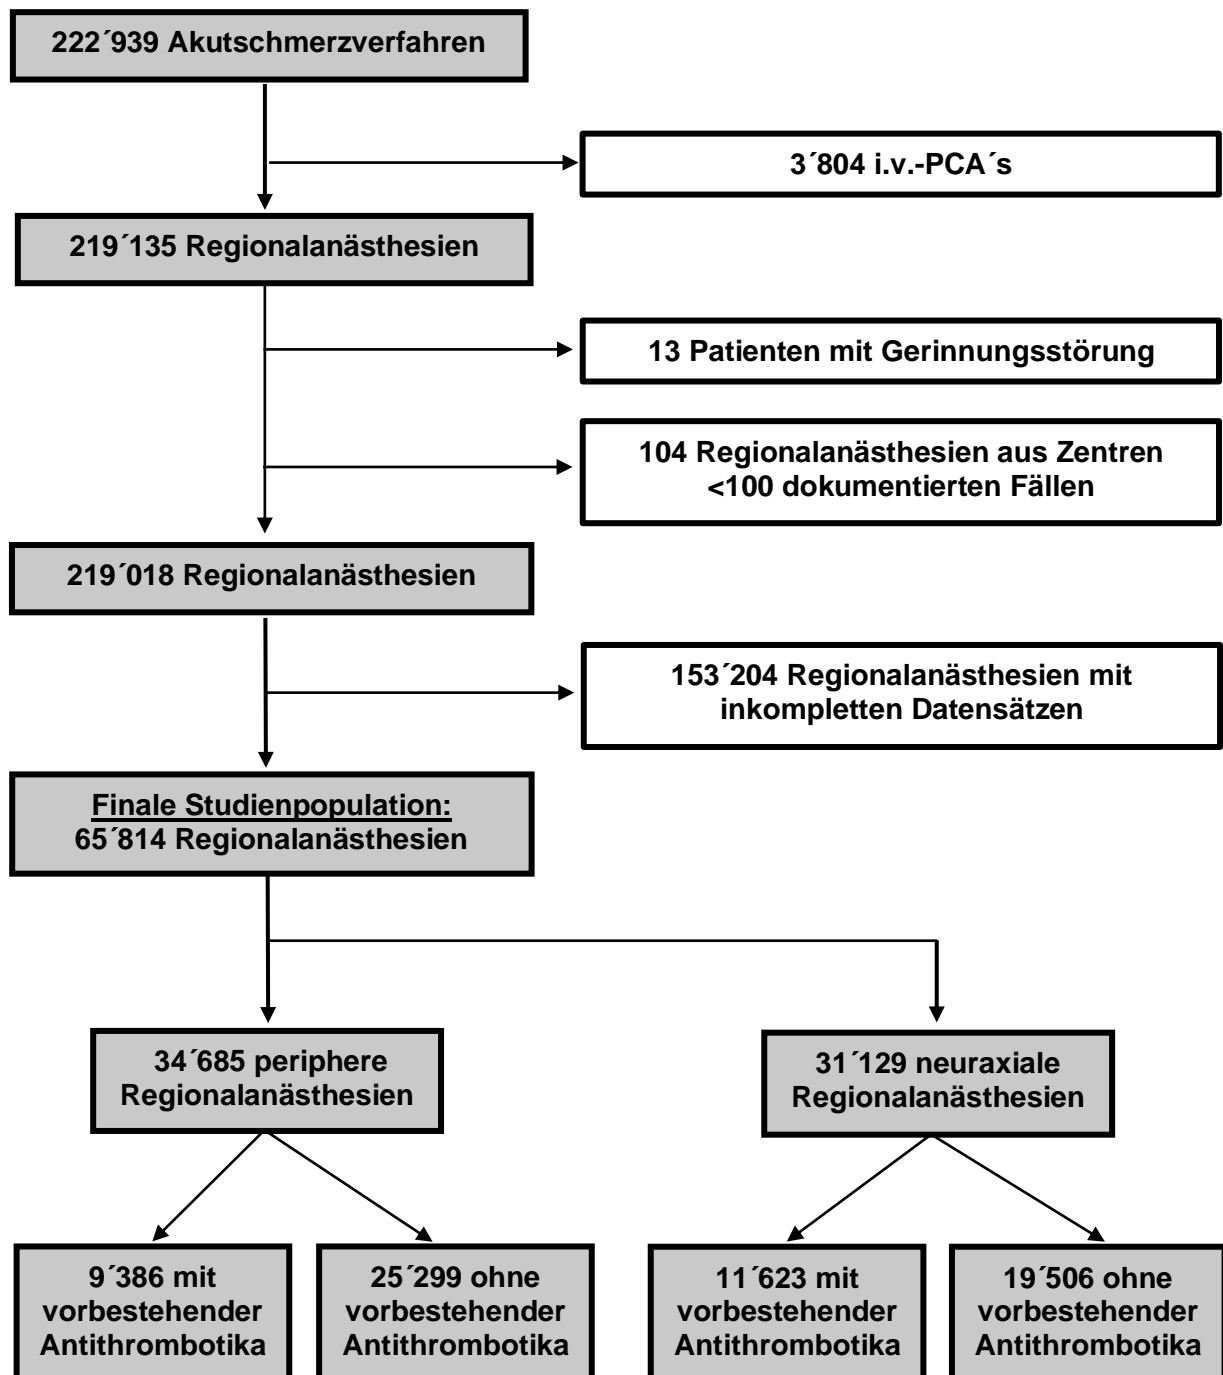 222´939 Akutschmerzverfahren
3´804 i.v.-PCA´s
219´135 Regionalanästhesien
13 Patienten mit Gerinnungsstörung
104 Regionalanästhesien aus Zentren
<100 dokumentierten Fällen
219´018 Regionalanästhesien
153´204 Regionalanästhesien mit
inkompletten Datensätzen
Finale Studienpopulation:
65´814 Regionalanästhesien
34´685 periphere
Regionalanästhesien
31´129 neuraxiale
Regionalanästhesien
9´386 mit
vorbestehender
Antithrombotika
25´299 ohne
vorbestehender
Antithrombotika
11´623 mit
vorbestehender
Antithrombotika
19´506 ohne
vorbestehender
Antithrombotika